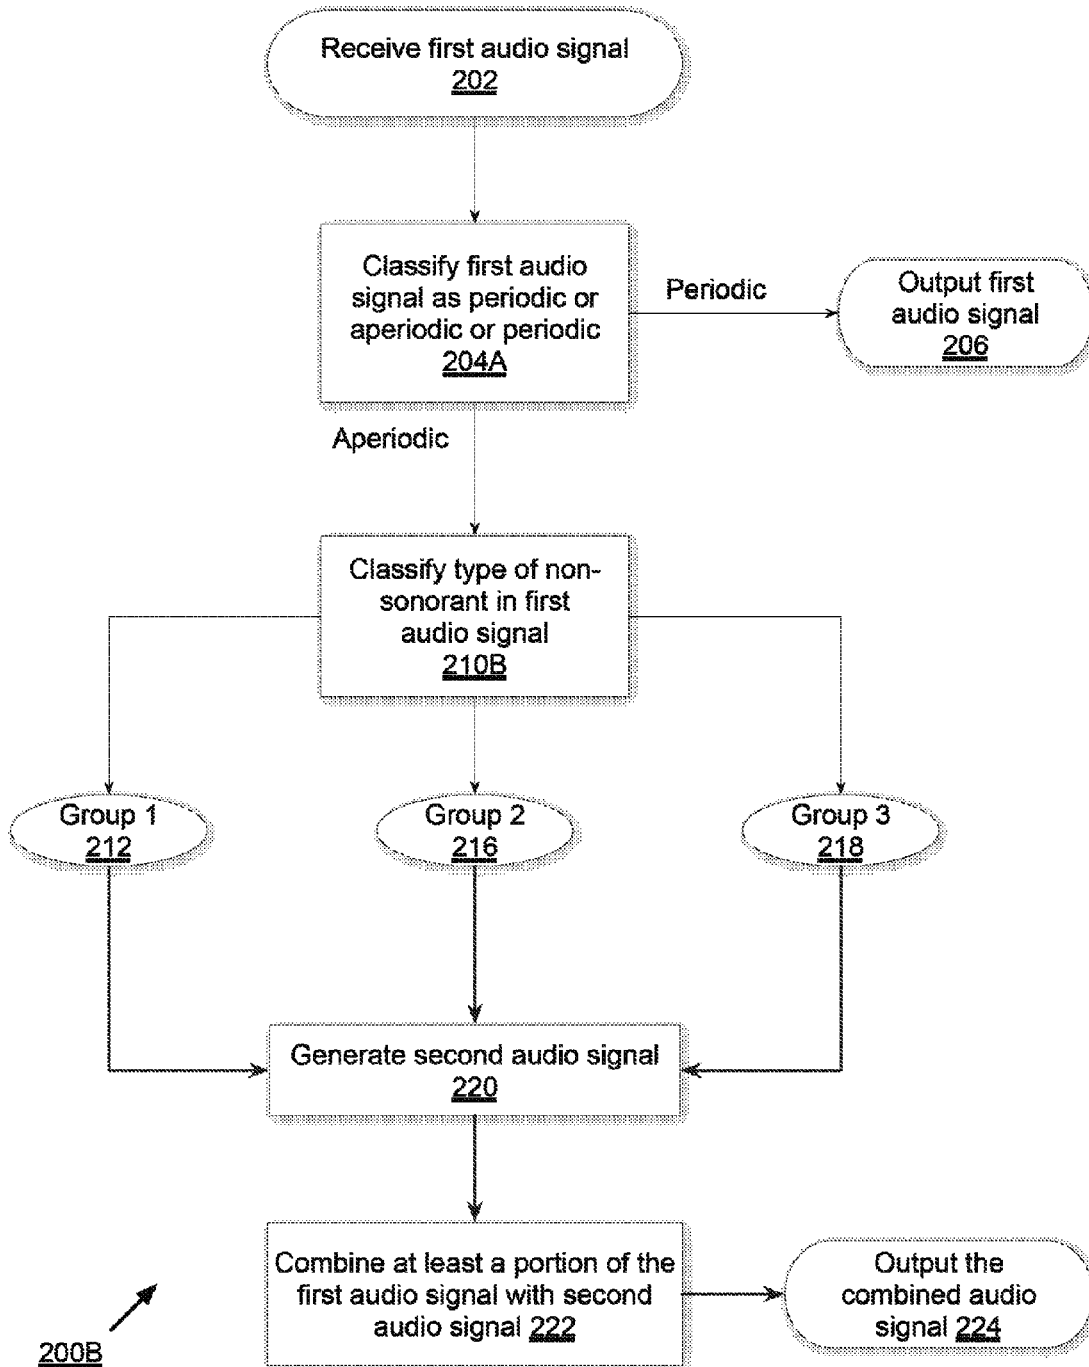 Receive first audio signal
202
Classify first audio
signal as periodic or
aperiodic or periodic
204A
Periodic
Output first
audio signal
206
Aperiodic
Classify type of non-
sonorant in first
audio signal
210B
Group 1
212
Group 2
216
Group 3
218
Generate second audio signal
220
Combine at least a portion of the
first audio signal with second
audio signal 222
Output the
combined audio
signal 224
200B